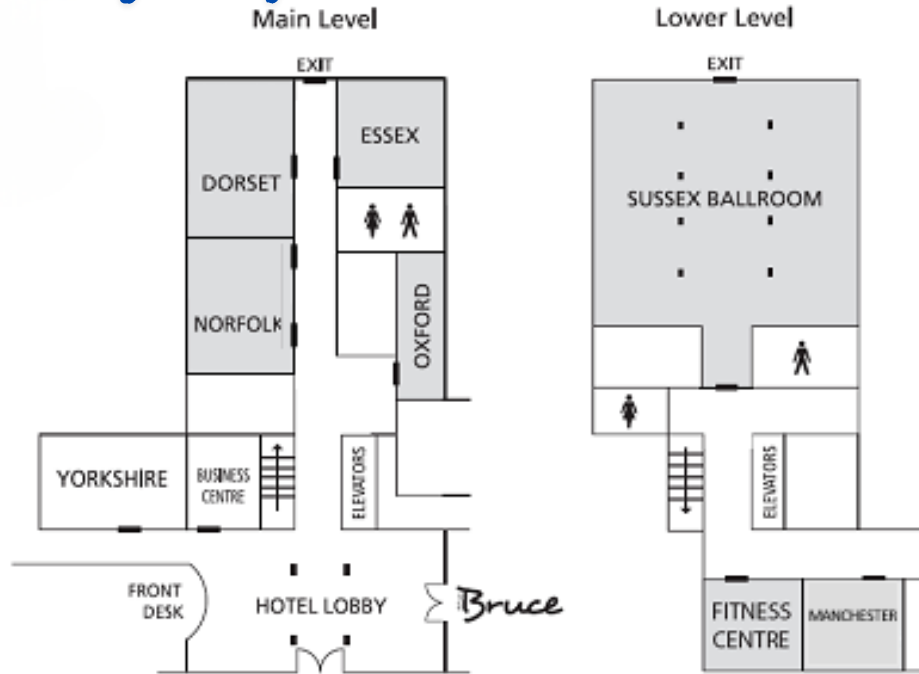 Main Level
EXIT
ESSEX
DORSET
NORFOLK
OXFORD
YORKSHIRE
BUSINESS
CENTRE
ELEVATORS
FRONT
DESK
HOTEL LOBBY
Bruce
Lower Level
EXIT
SUSSEX BALLROOM
ELEVATORS
FITNESS
CENTRE
MANCHESTER